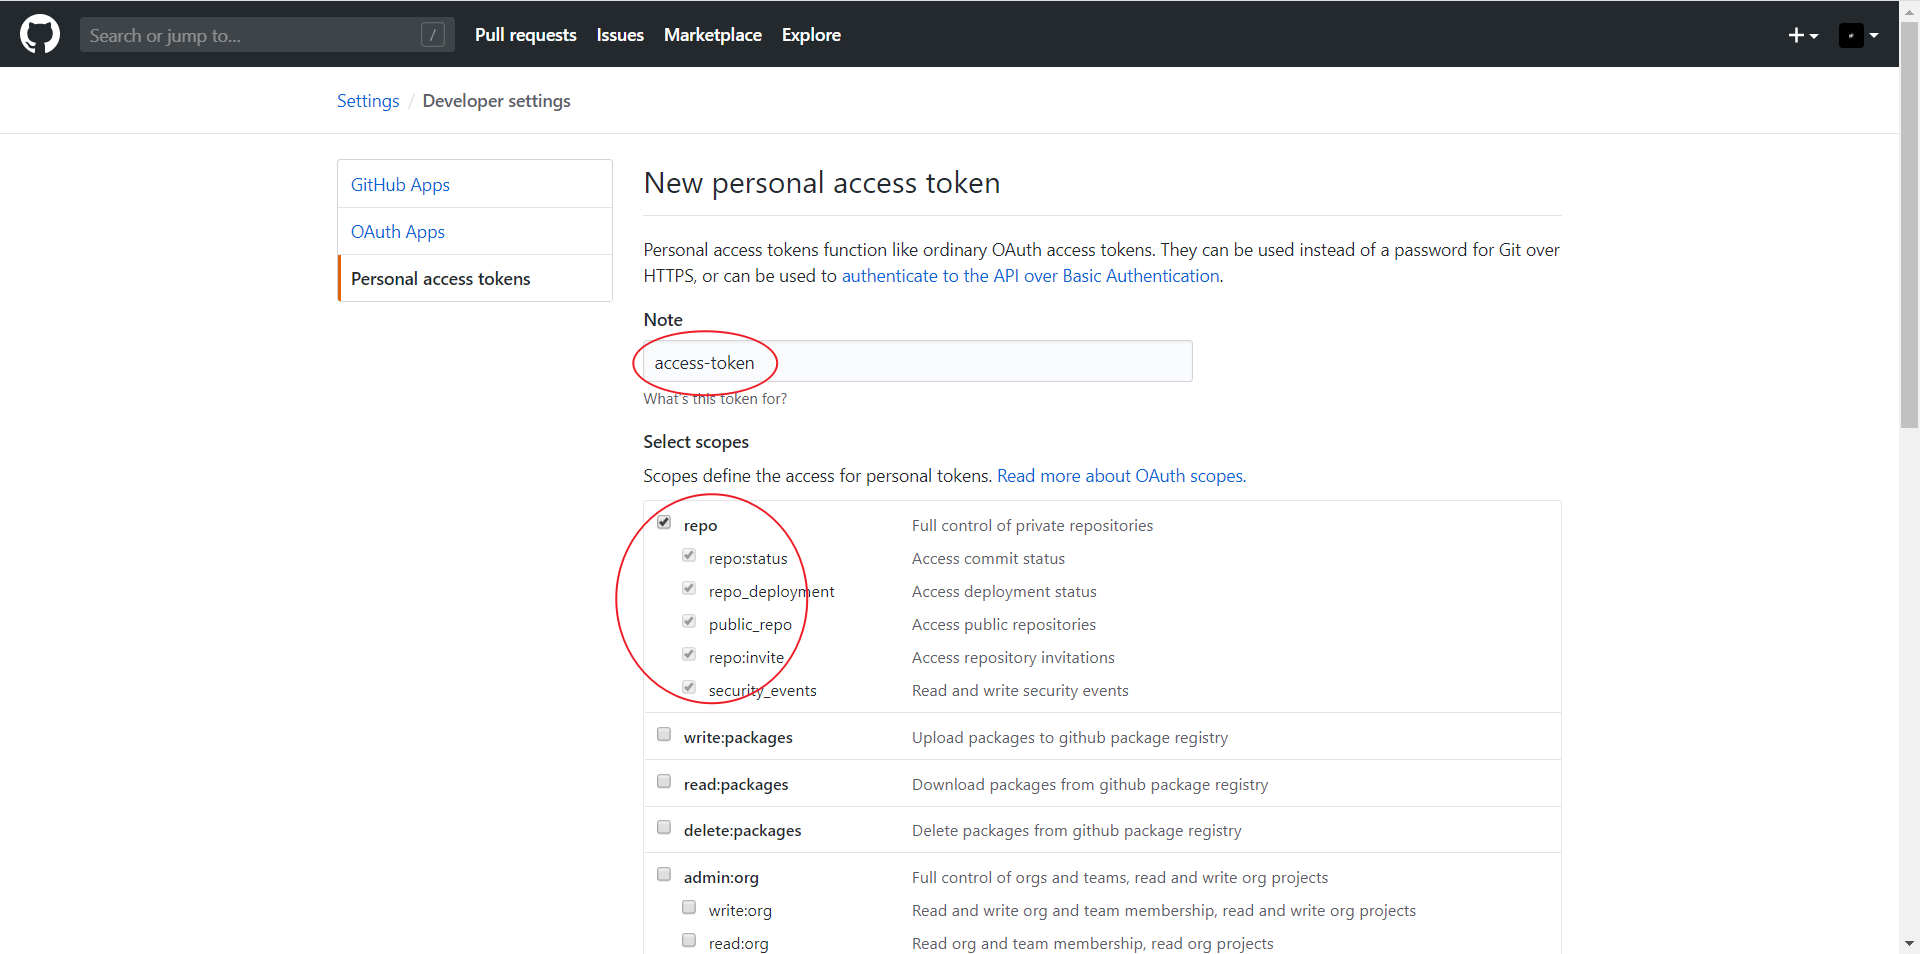 Search or jump to... /
Pull requests Issues Marketplace Explore
Settings / Developer settings
GitHub Apps
OAuth Apps
Personal access tokens
New personal access token
Personal access tokens function like ordinary OAuth access tokens. They can be used instead of a password for Git over
HTTPS, or can be used to authenticate to the API over Basic Authentication.
Note
access-token
What's this token for?
Select scopes
Scopes define the access for personal tokens. Read more about OAuth scopes.
repo Full control of private repositories
repo:status Access commit status
repo_deployment Access deployment status
public_repo Access public repositories
repo:invite Access repository invitations
security_events Read and write security events
write:packages Upload packages to github package registry
read:packages Download packages from github package registry
delete:packages Delete packages from github package registry
admin:org Full control of orgs and teams, read and write org projects
write:org Read and write org and team membership, read and write org projects
read:org Read org and team membership, read org projects